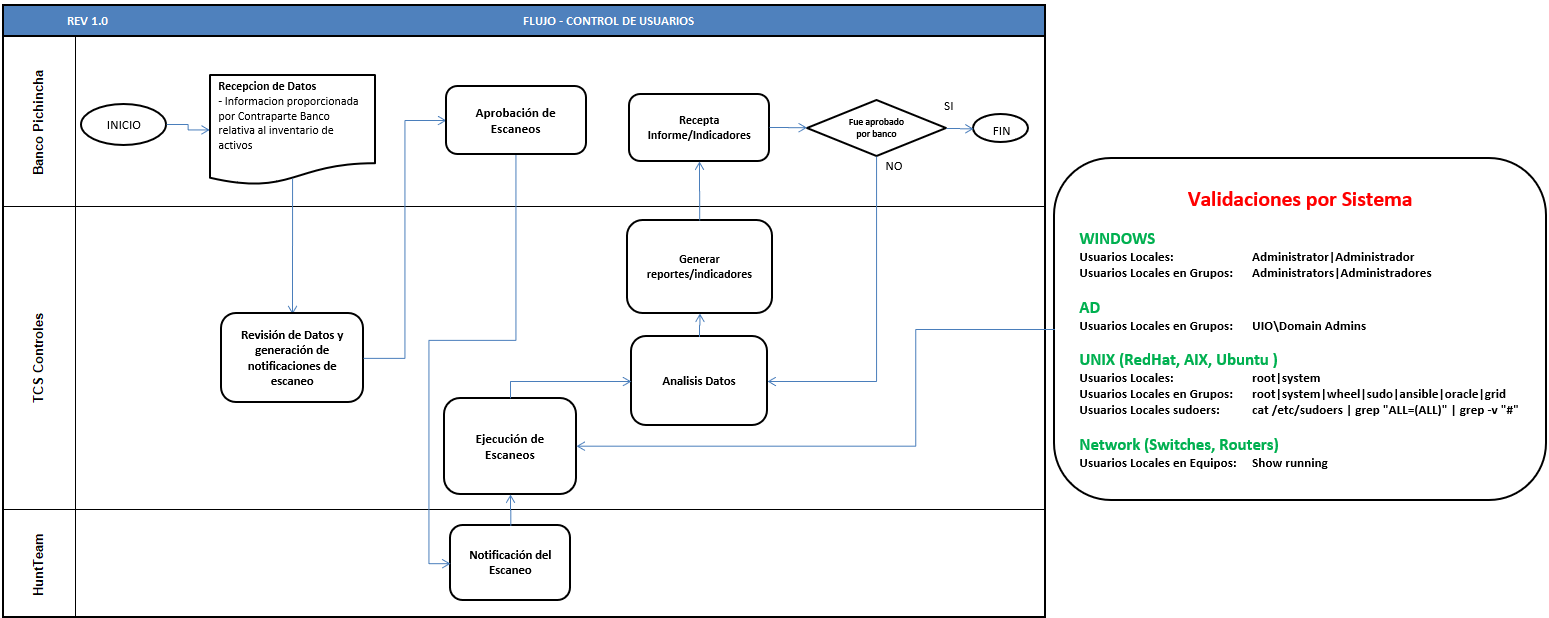 REV 1.0
FLUJO - CONTROL DE USUARIOS
Banco Pichincha
INICIO
Recepcion de Datos
- Informacion proporcionada
por Contraparte Banco
relativa al inventario de
activos
Aprobación de
Escaneos
Recepta
Informe/Indicadores
Fue aprobado
por banco
SI
FIN
NO
TCS Controles
Revisión de Datos y
generación de
notificaciones de
escaneo
Generar
reportes/indicadores
Analisis Datos
Ejecución de
Escaneos
HuntTeam
Notificación del
Escaneo
Validaciones por Sistema
WINDOWS
Usuarios Locales: Administrator|Administrador
Usuarios Locales en Grupos: Administrators|Administradores
AD
Usuarios Locales en Grupos: UIO\Domain Admins
UNIX (RedHat, AIX, Ubuntu )
Usuarios Locales: root|system
Usuarios Locales en Grupos: root|system|wheel|sudo|ansible|oracle|grid
Usuarios Locales sudoers: cat /etc/sudoers | grep "ALL=(ALL)" | grep -v "#"
Network (Switches, Routers)
Usuarios Locales en Equipos: Show running